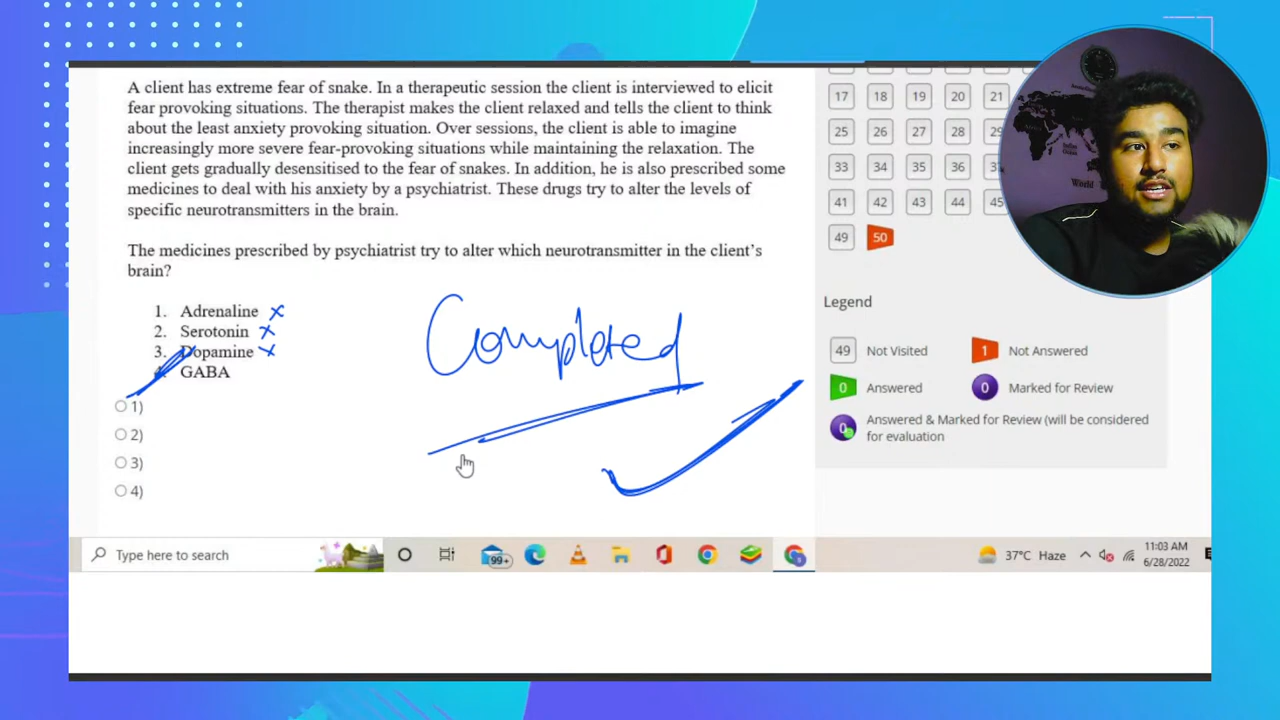 A client has extreme fear of snake. In a therapeutic session the client is interviewed to elicit
fear provoking situations. The therapist makes the client relaxed and tells the client to think
about the least anxiety provoking situation. Over sessions, the client is able to imagine
increasingly more severe fear-provoking situations while maintaining the relaxation. The
client gets gradually desensitised to the fear of snakes. In addition, he is also prescribed some
medicines to deal with his anxiety by a psychiatrist. These drugs try to alter the levels of
specific neurotransmitters in the brain.
The medicines prescribed by psychiatrist try to alter which neurotransmitter in the client's
brain?
1. Adrenaline x
2. Serotonin x
3. Dopamine x
GABA
Completed
1)
2)
3)
4)
17 18 19 20 21
25 26 27 28 29
33 34 35 36
41 42 43 44 45
49 50
Legend
49 Not Visited 1 Not Answered
0 Answered 0 Marked for Review
0 Answered & Marked for Review (will be considered
for evaluation
World
Type here to search
99+
37°C Haze
11:03 AM
6/28/2022